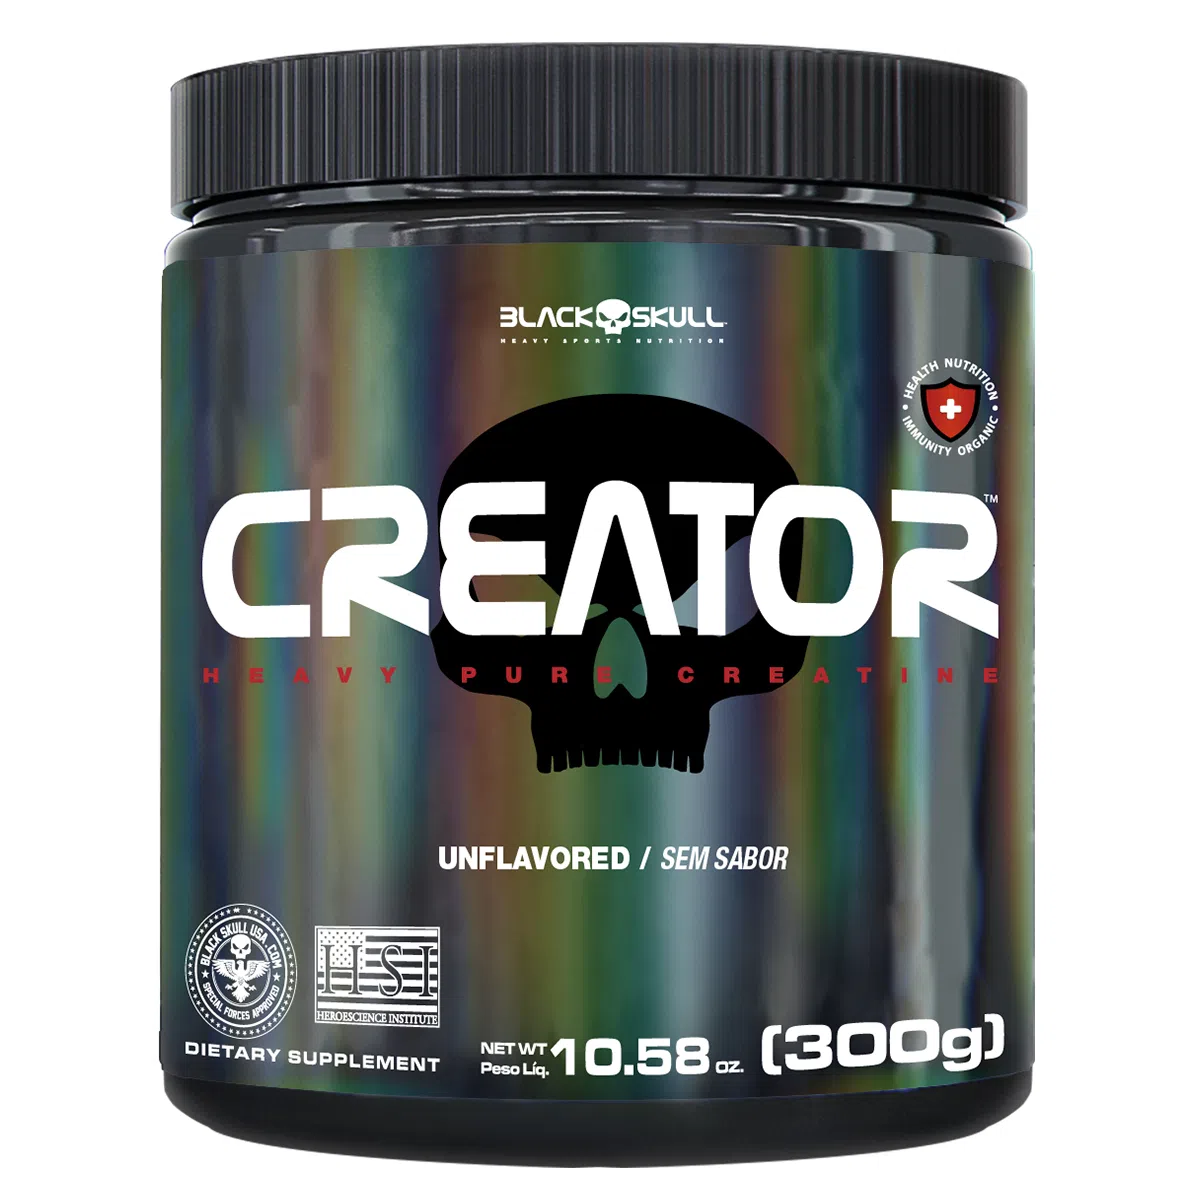 BLACK SKULL™
HEAVY SPORTS NUTRITION
HEALTH NUTRITION
IMMUNITY ORGANIC
CREATOR™
HEAVY PURE CREATINE
UNFLAVORED / SEM SABOR
BLACK SKULL USA.COM
SPECIAL FORCES APPROVED
HSI
HEROESCIENCE INSTITUTE
DIETARY SUPPLEMENT
NET WT 10.58 oz. (300g)
Peso Líq.